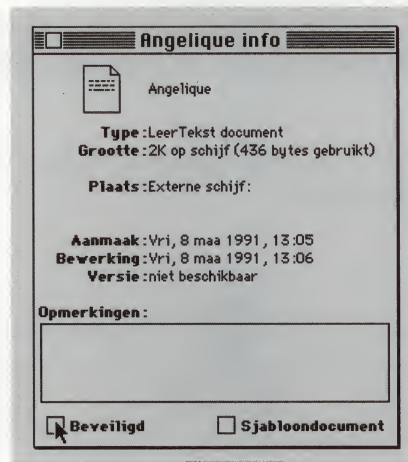 Angelique info
Angelique
Type:LeerTekst document
Grootte:2K op schijf (436 bytes gebruikt)
Plaats:Externe schijf:
Aanmaak:Vri, 8 maa 1991, 13:05
Bewerking:Vri, 8 maa 1991, 13:06
Versie:niet beschikbaar
Opmerkingen:
Beveiligd
Sjabloondocument